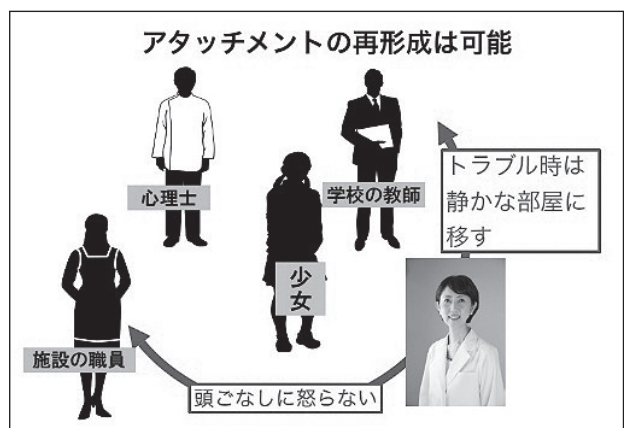 アタッチメントの再形成は可能
心理士
学校の教師
トラブル時は
静かな部屋に
移す
少
女
施設の職員
頭ごなしに怒らない